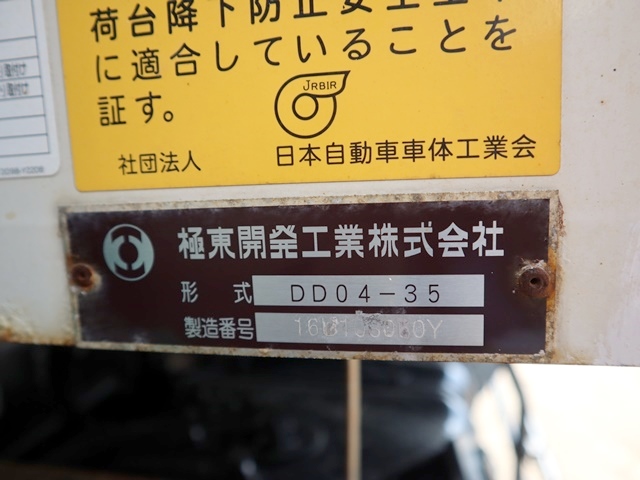 荷台降下防止安全
に適合していることを
証す。
JRBIR
社団法人 日本自動車車体工業会
極東開発工業株式会社
形式 DD04-35
製造番号